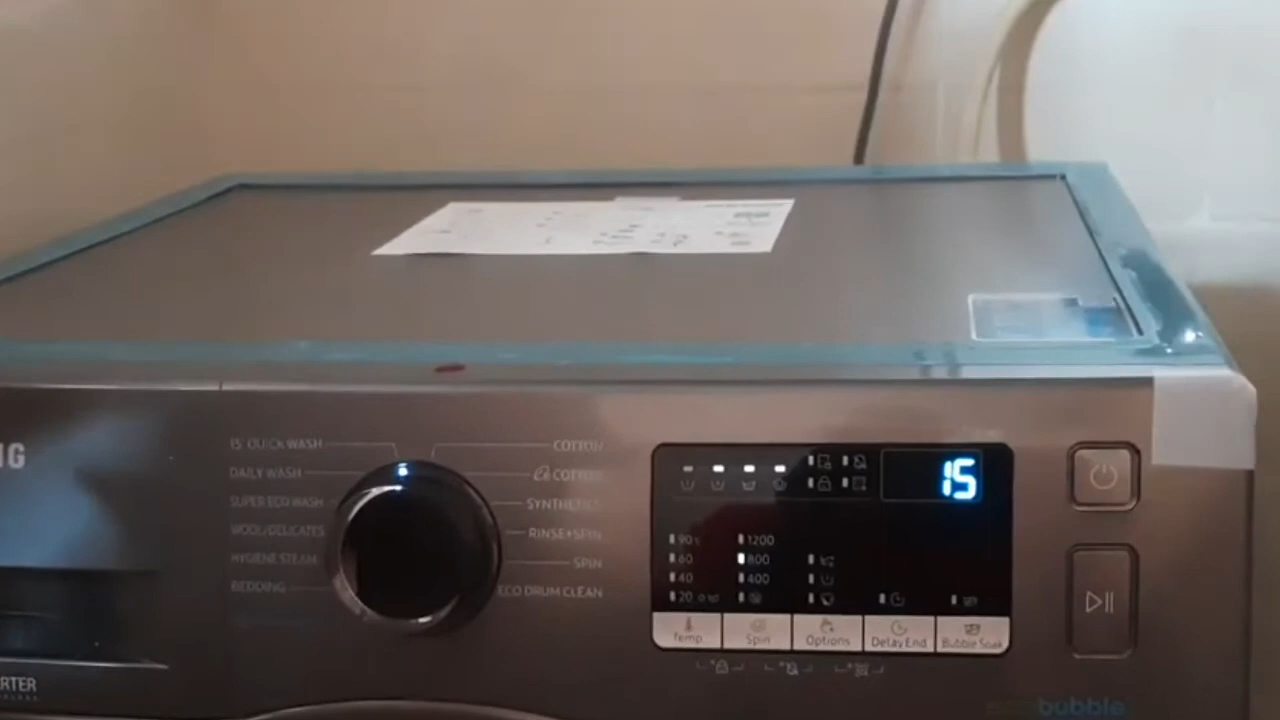 NG
15' QUICK WASH
DAILY WASH
SUPER ECO WASH
WOOL/DELICATES
HYGIENE STEAM
BEDDING
COTTON
COTTON
SYNTHETICS
RINSE+SPIN
SPIN
ECO DRUM CLEAN
15
90
60
40
20
1200
800
400
Temp.
Spin
Options
Delay End
Bubble Soak
RTER
ecobubble